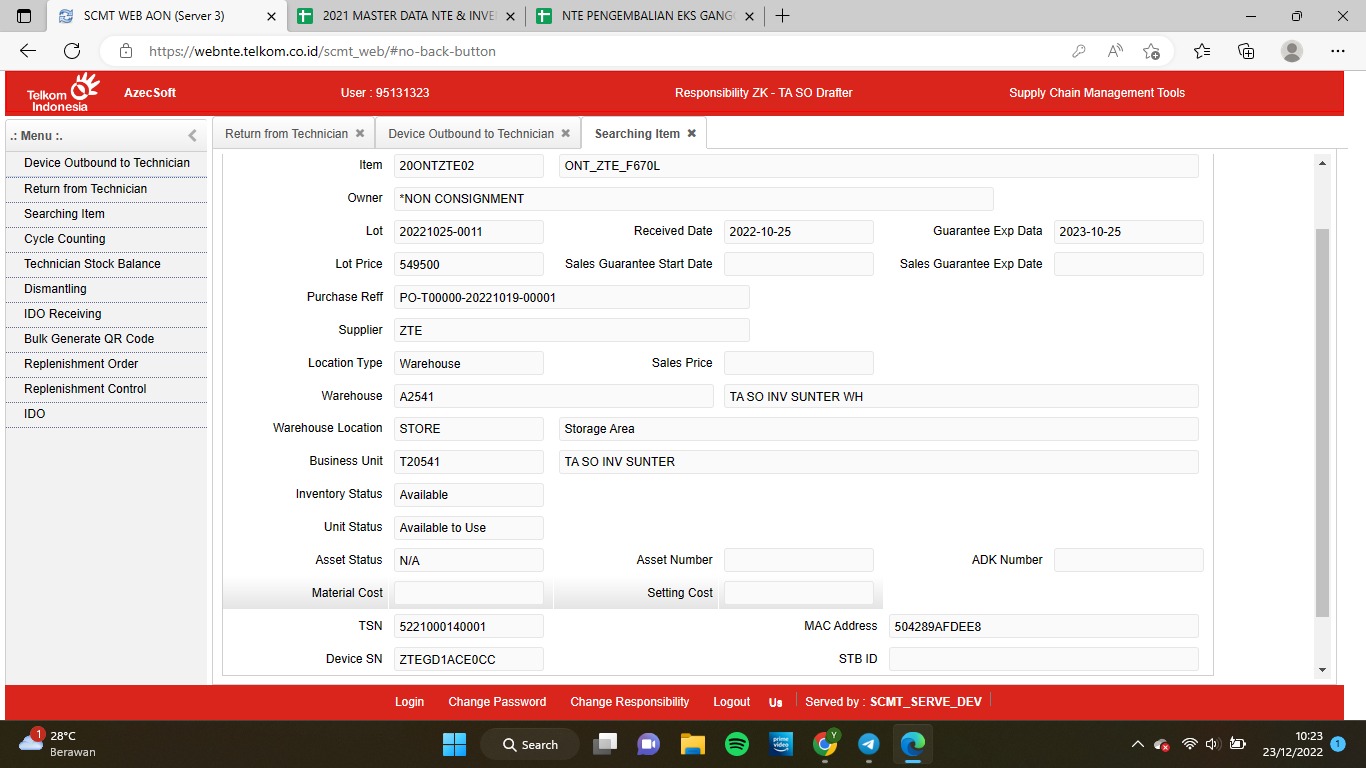 SCMT WEB AON (Server 3)
2021 MASTER DATA NTE & INVE
NTE PENGEMBALIAN EKS GANGG
https://webnte.telkom.co.id/scmt_web/#no-back-button
Telkom Indonesia
AzecSoft
User : 95131323
Responsibility ZK - TA SO Drafter
Supply Chain Management Tools
.: Menu :.
Device Outbound to Technician
Return from Technician
Searching Item
Cycle Counting
Technician Stock Balance
Dismantling
IDO Receiving
Bulk Generate QR Code
Replenishment Order
Replenishment Control
IDO
Return from Technician
Device Outbound to Technician
Searching Item
Item 20ONTZTE02 ONT_ZTE_F670L
Owner *NON CONSIGNMENT
Lot 20221025-0011 Received Date 2022-10-25 Guarantee Exp Data 2023-10-25
Lot Price 549500 Sales Guarantee Start Date Sales Guarantee Exp Date
Purchase Reff PO-T00000-20221019-00001
Supplier ZTE
Location Type Warehouse Sales Price
Warehouse A2541 TA SO INV SUNTER WH
Warehouse Location STORE Storage Area
Business Unit T20541 TA SO INV SUNTER
Inventory Status Available
Unit Status Available to Use
Asset Status N/A Asset Number ADK Number
Material Cost Setting Cost
TSN 5221000140001 MAC Address 504289AFDEE8
Device SN ZTEGD1ACE0CC STB ID
Login Change Password Change Responsibility Logout Us Served by : SCMT_SERVE_DEV
1
28°C
Berawan
Search
prime video
Y
10:23
23/12/2022
1